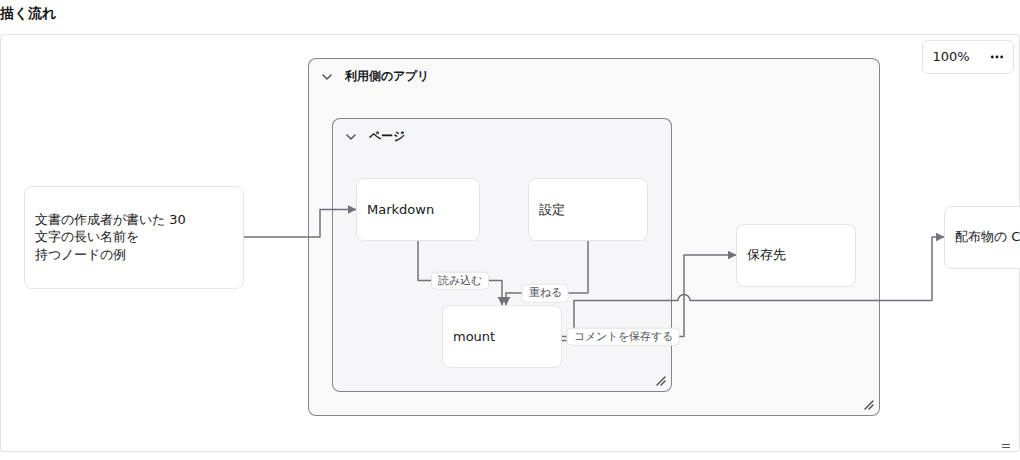 描く流れ
100%
利用側のアプリ
ページ
文書の作成者が書いた 30
文字の長い名前を
持つノードの例
Markdown
設定
保存先
配布物の C
読み込む
重ねる
mount
コメントを保存する